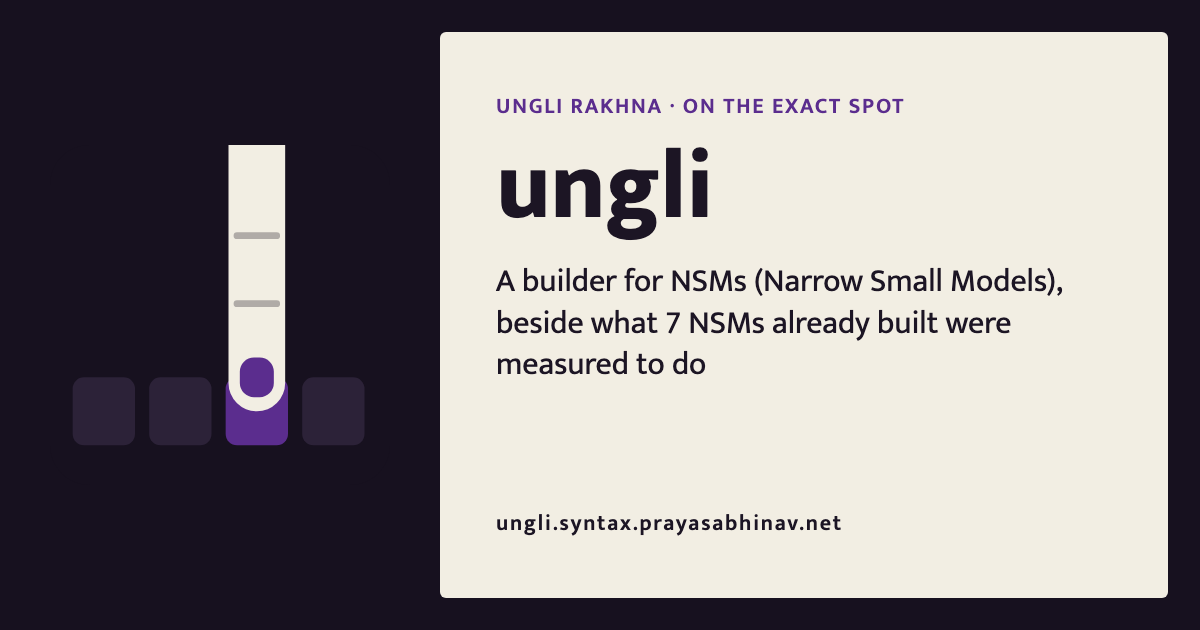 UNGLI RAKHNA · ON THE EXACT SPOT
ungli
A builder for NSMs (Narrow Small Models),
beside what 7 NSMs already built were
measured to do
ungli.syntax.prayasabhinav.net